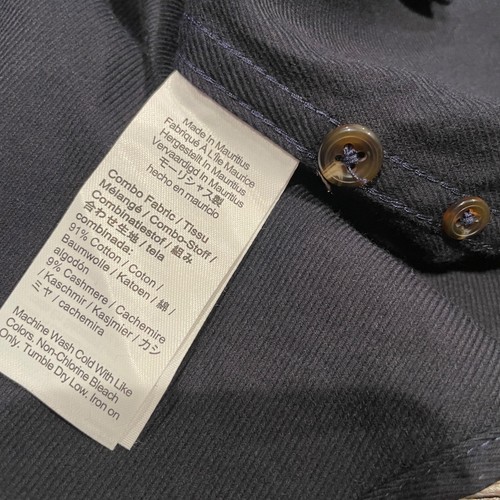 Made in Mauritius
Fabriqué À L'Île Maurice
Hergestellt in Mauritius
Vervaardigd in Mauritius
モーリシャス製
hecho en mauricio
Combo Fabric / Tissu
Mélangé / Combo-Stoff /
Combinatiestof / 組み
合わせ生地 / tela
combinada:
91% Cotton / Coton /
Baumwolle / Katoen / 綿 /
algodón
9% Cashmere / Cachemire
/ Kaschmir / Kasjmier / カシ
ミヤ / cachemira
Machine Wash Cold With Like
Colors, Non-Chlorine Bleach
Only. Tumble Dry Low. Iron on